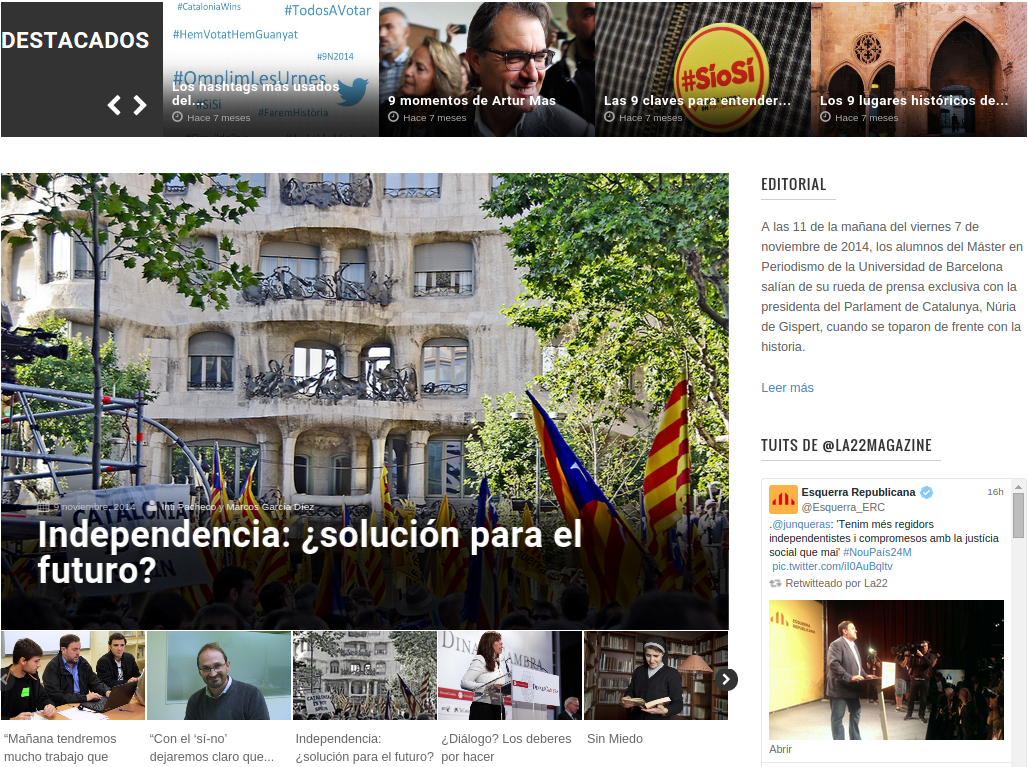 DESTACADOS
#CataloniaWins
#TodosAVotar
#HemVotatHemGuanyat
#9N2014
#OmplimLesUrnes
Los hashtags más usados
del...
#SiSi
#FaremHistòria
Hace 7 meses
9 momentos de Artur Mas
Hace 7 meses
#SíoSí
Las 9 claves para entender...
Hace 7 meses
Los 9 lugares históricos de...
Hace 7 meses
9 noviembre, 2014 Inti Pacheco y Marcos García Díez
Independencia: ¿solución para el
futuro?
“Mañana tendremos
mucho trabajo que
“Con el ‘sí-no’
dejaremos claro que...
Independencia:
¿solución para el futuro?
¿Diálogo? Los deberes
por hacer
Sin Miedo
EDITORIAL
A las 11 de la mañana del viernes 7 de
noviembre de 2014, los alumnos del Máster en
Periodismo de la Universidad de Barcelona
salían de su rueda de prensa exclusiva con la
presidenta del Parlament de Catalunya, Núria
de Gispert, cuando se toparon de frente con la
historia.
Leer más
TUITS DE @LA22MAGAZINE
Esquerra Republicana 16h
@Esquerra_ERC
.@junqueras: 'Tenim més regidors
independentistes i compromesos amb la justícia
social que mai' #NouPaís24M
pic.twitter.com/iI0AuBqltv
Retwitteado por La22
ESQUERRA
REPUBLICANA
Abrir